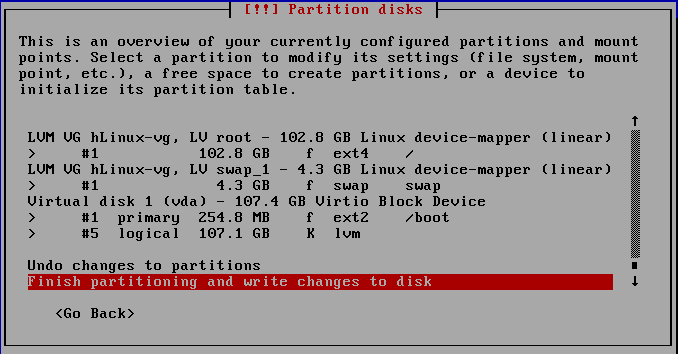 [!!] Partition disks
This is an overview of your currently configured partitions and mount
points. Select a partition to modify its settings (file system, mount
point, etc.), a free space to create partitions, or a device to
initialize its partition table.
LVM VG hLinux-vg, LV root - 102.8 GB Linux device-mapper (linear)
> #1 102.8 GB f ext4 /
LVM VG hLinux-vg, LV swap_1 - 4.3 GB Linux device-mapper (linear)
> #1 4.3 GB f swap swap
Virtual disk 1 (vda) - 107.4 GB Virtio Block Device
> #1 primary 254.8 MB f ext2 /boot
> #5 logical 107.1 GB K lvm
Undo changes to partitions
Finish partitioning and write changes to disk
<Go Back>